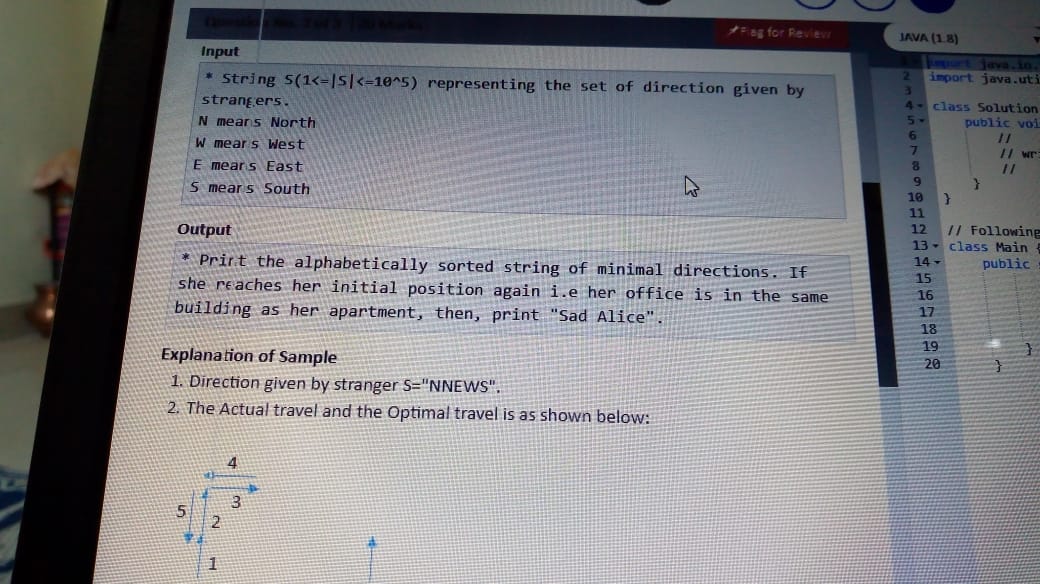 Flag for Review
JAVA (1.8)
Input
* String S(1<=|S|<=10^5) representing the set of direction given by
strangers.
N means North
W means West
E means East
S means South
Output
* Print the alphabetically sorted string of minimal directions. If
she reaches her initial position again i.e her office is in the same
building as her apartment, then, print "Sad Alice".
Explanation of Sample
1. Direction given by stranger S="NNEWS".
2. The Actual travel and the Optimal travel is as shown below:
4
3
5
2
1
import java.io.
2 import java.uti
3
4 class Solution
5 public voi
6 //
7 // wr
8 //
9 }
10 }
11
12 // Following
13 class Main {
14 public
15
16
17
18
19 }
20 }